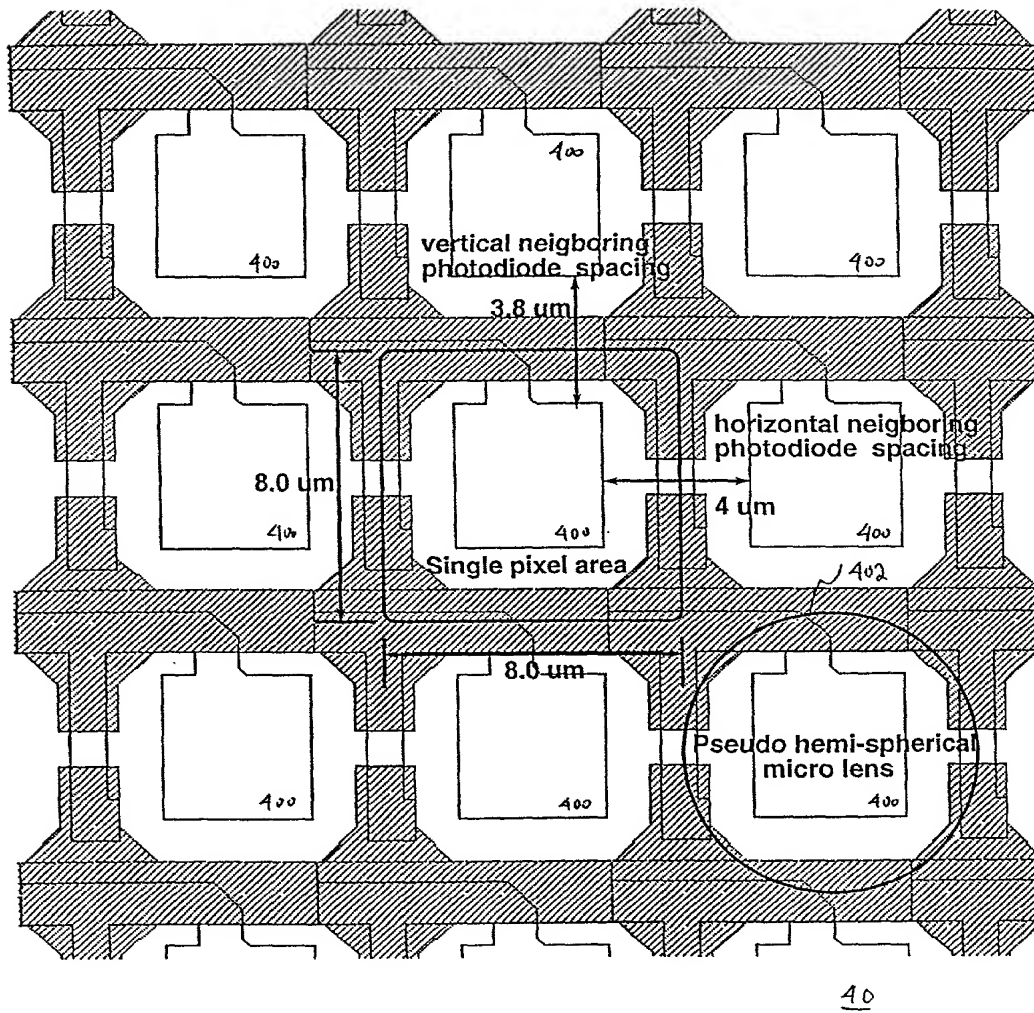 400
vertical neigboring
photodiode spacing
400
400
3.8 um
horizontal neigboring
photodiode spacing
8.0 um
4 um
400
400
400
Single pixel area
402
8.0 um
Pseudo hemi-spherical
micro lens
400
400
400
40